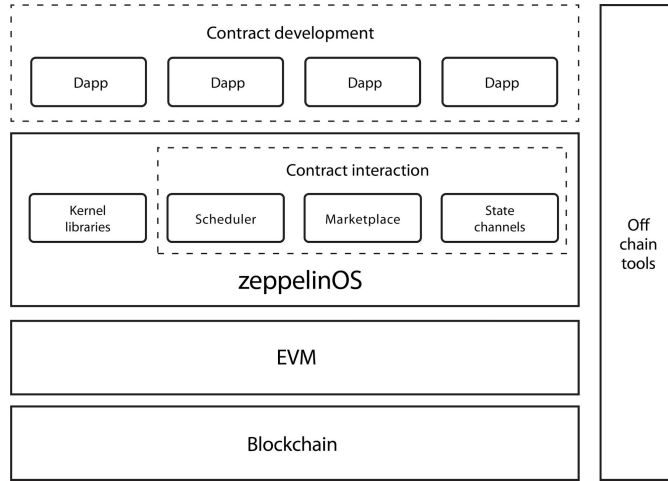 Contract development
Dapp
Dapp
Dapp
Dapp
Contract interaction
Kernel
libraries
Scheduler
Marketplace
State
channels
zeppelinOS
EVM
Blockchain
Off
chain
tools